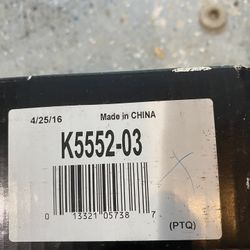 4/25/16 Made in CHINA
K5552-03
0 13321 05738 7
(PTQ)